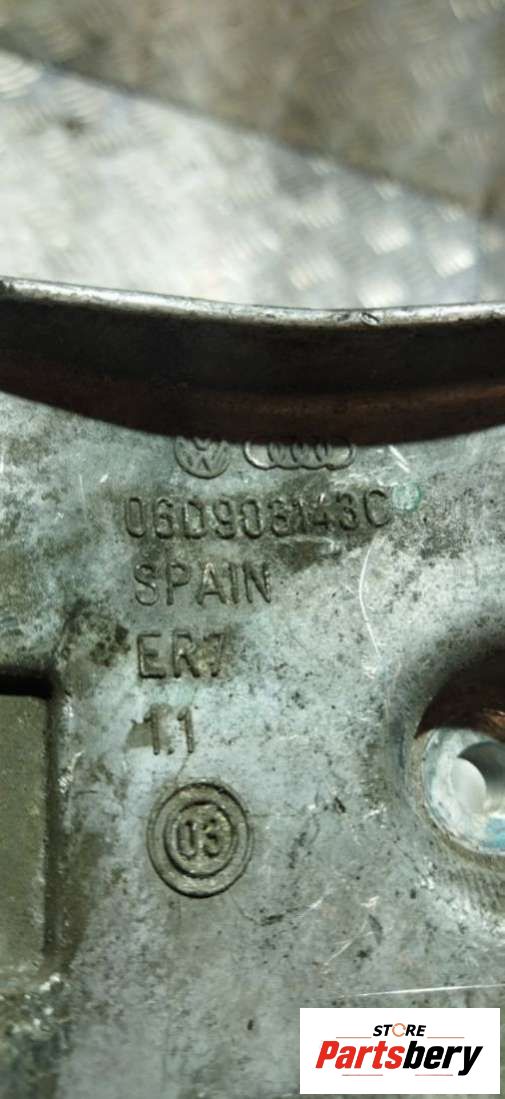 06D903143C
SPAIN
ER7
1.1
03
STORE
Partsbery